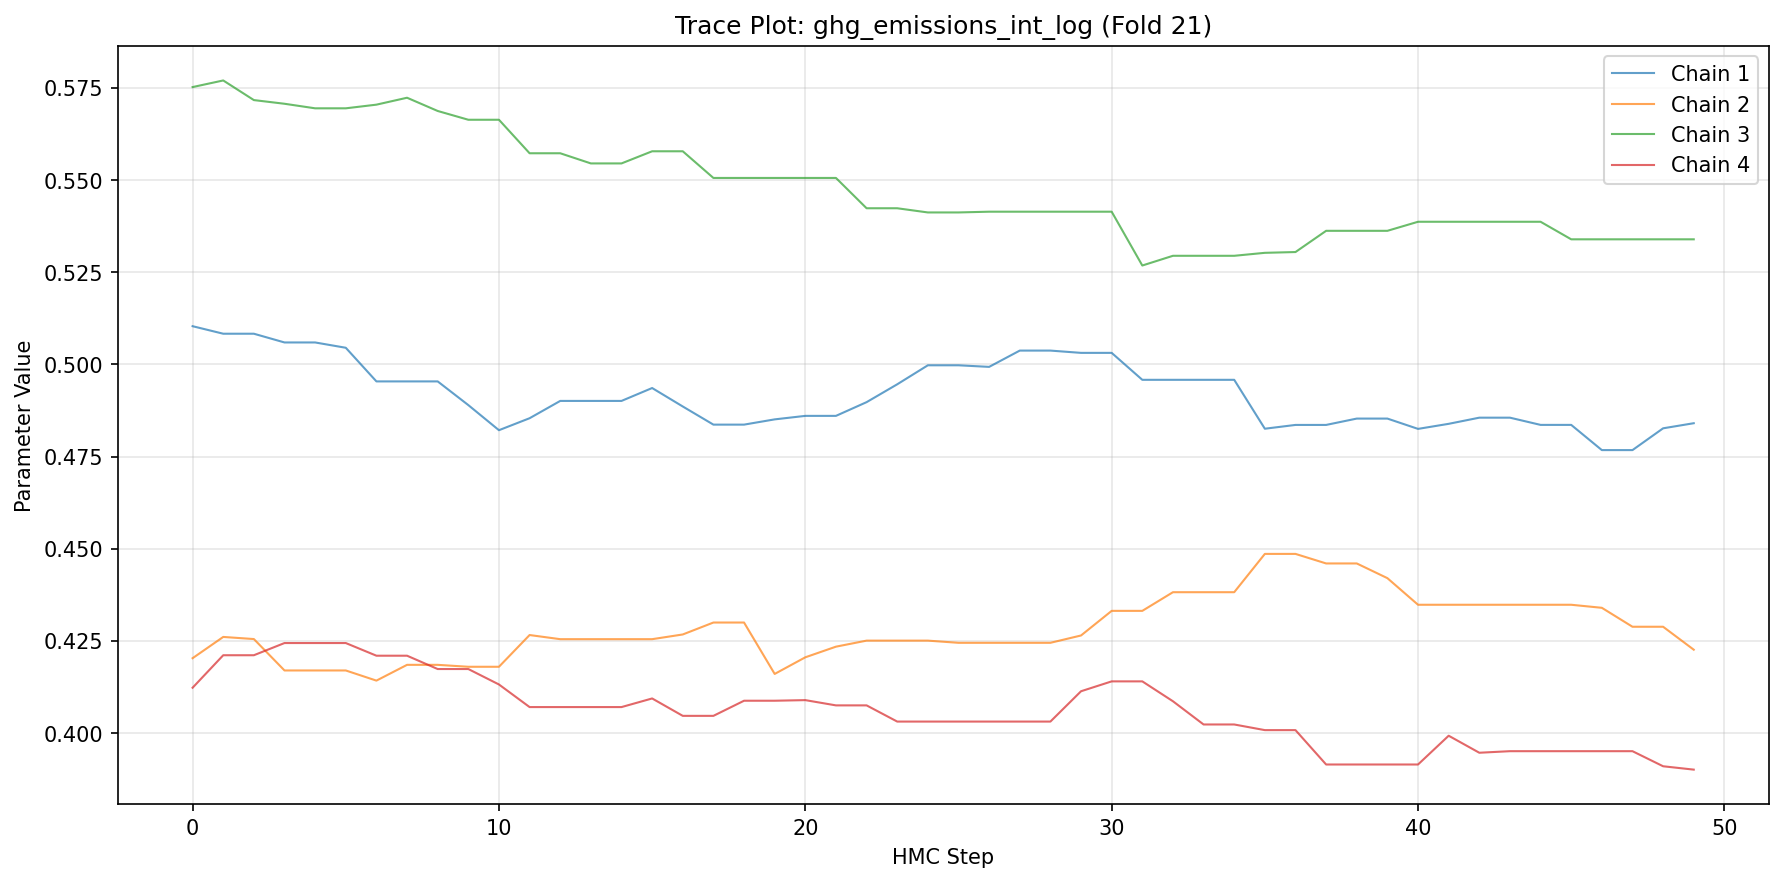 Trace Plot: ghg_emissions_int_log (Fold 21)
Chain 1
Chain 2
Chain 3
Chain 4
Parameter Value
0.575
0.550
0.525
0.500
0.475
0.450
0.425
0.400
0 10 20 30 40 50
HMC Step